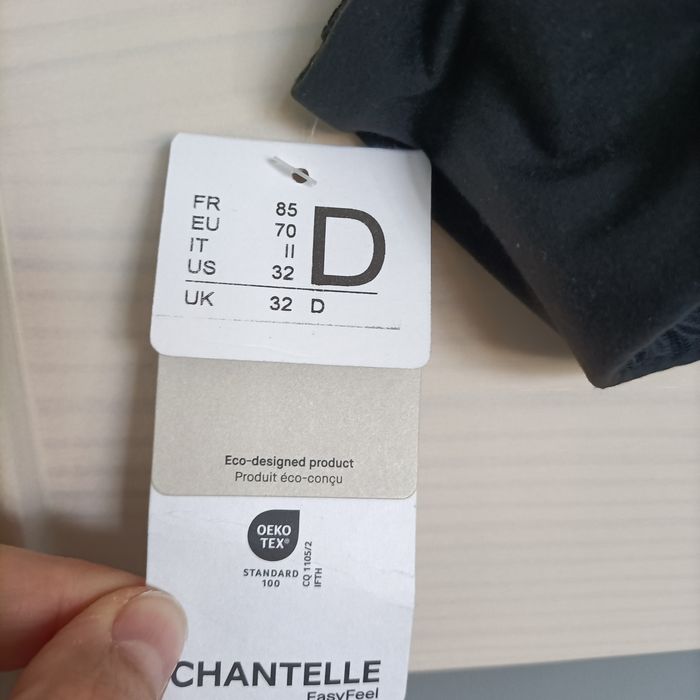 FR 85 D
EU 70
IT II
US 32
UK 32 D
Eco-designed product
Produit éco-conçu
OEKO
TEX®
STANDARD
100
CQ 1105/2
IFTH
CHANTELLE
EasyFeel